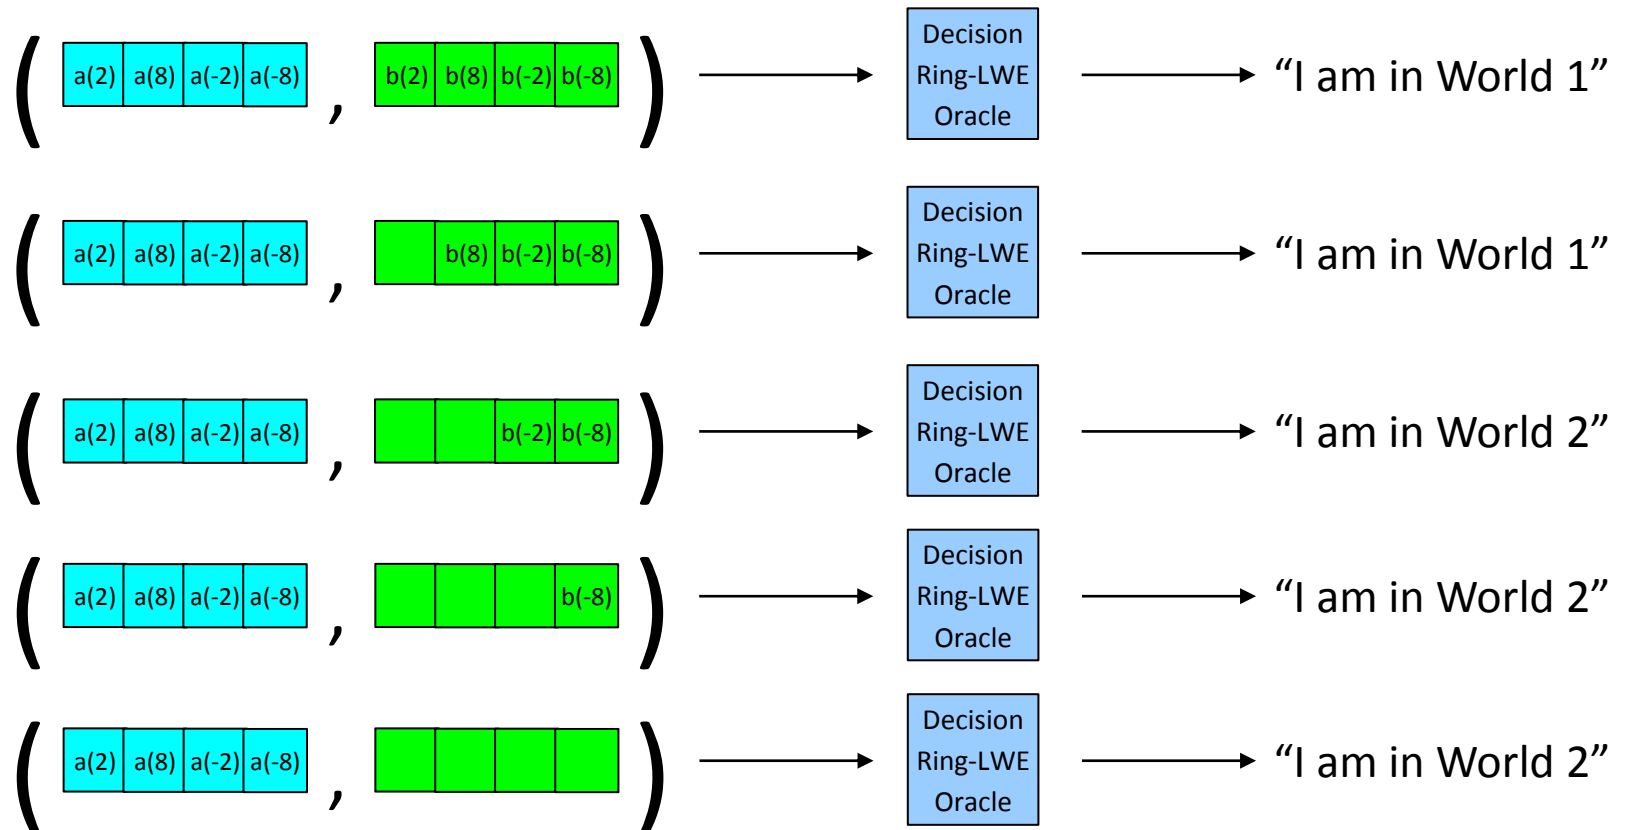 ( a(2) a(8) a(-2) a(-8) , b(2) b(8) b(-2) b(-8) ) Decision Ring-LWE Oracle “I am in World 1”
( a(2) a(8) a(-2) a(-8) , b(8) b(-2) b(-8) ) Decision Ring-LWE Oracle “I am in World 1”
( a(2) a(8) a(-2) a(-8) , b(-2) b(-8) ) Decision Ring-LWE Oracle “I am in World 2”
( a(2) a(8) a(-2) a(-8) , b(-8) ) Decision Ring-LWE Oracle “I am in World 2”
( a(2) a(8) a(-2) a(-8) , ) Decision Ring-LWE Oracle “I am in World 2”